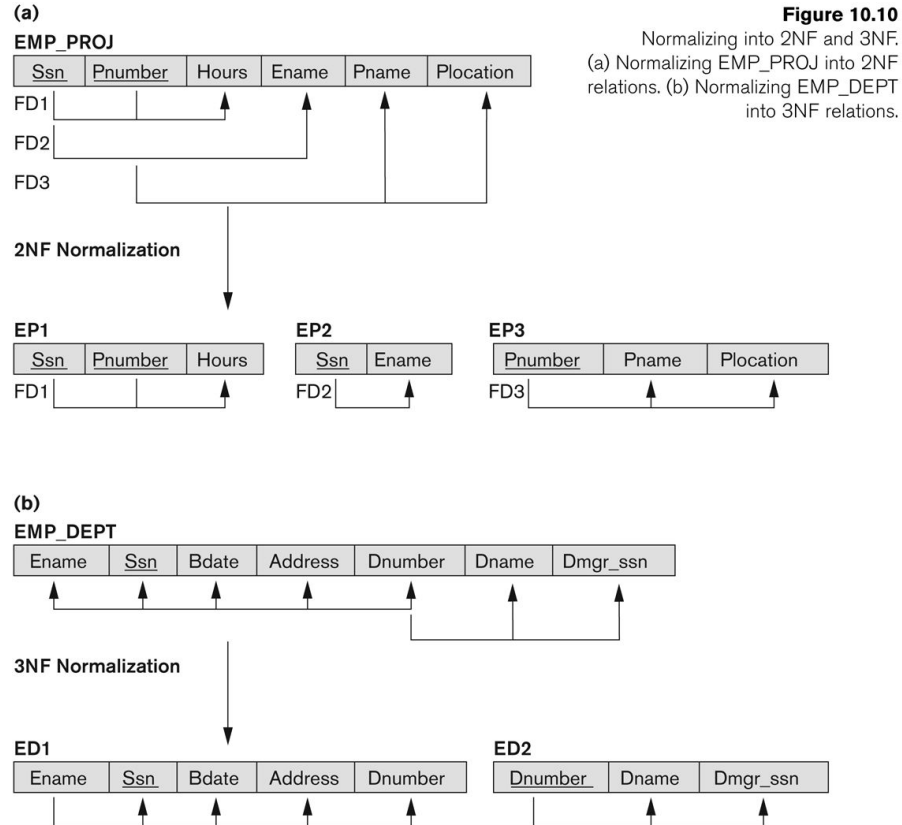 (a)
Figure 10.10
Normalizing into 2NF and 3NF.
(a) Normalizing EMP_PROJ into 2NF
relations. (b) Normalizing EMP_DEPT
into 3NF relations.
EMP_PROJ
Ssn Pnumber Hours Ename Pname Plocation
FD1
FD2
FD3
2NF Normalization
EP1 EP2 EP3
Ssn Pnumber Hours Ssn Ename Pnumber Pname Plocation
FD1 FD2 FD3
(b)
EMP_DEPT
Ename Ssn Bdate Address Dnumber Dname Dmgr_ssn
3NF Normalization
ED1 ED2
Ename Ssn Bdate Address Dnumber Dnumber Dname Dmgr_ssn